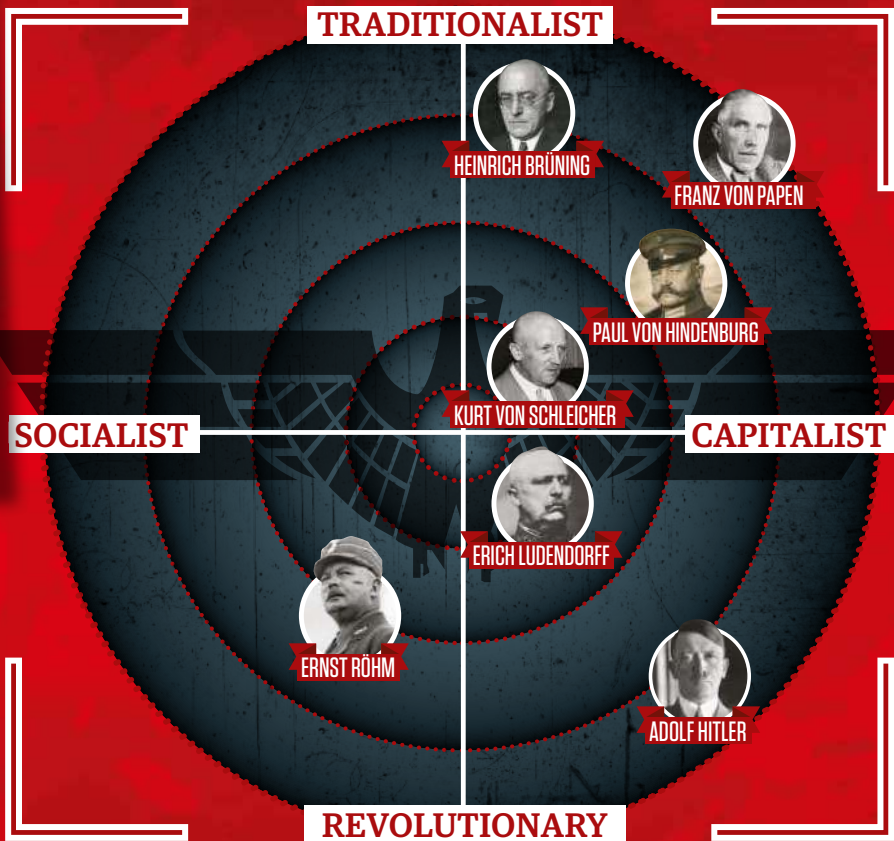 TRADITIONALIST
HEINRICH BRÜNING
FRANZ VON PAPEN
PAUL VON HINDENBURG
KURT VON SCHLEICHER
SOCIALIST
CAPITALIST
ERICH LUDENDORFF
ERNST RÖHM
ADOLF HITLER
REVOLUTIONARY